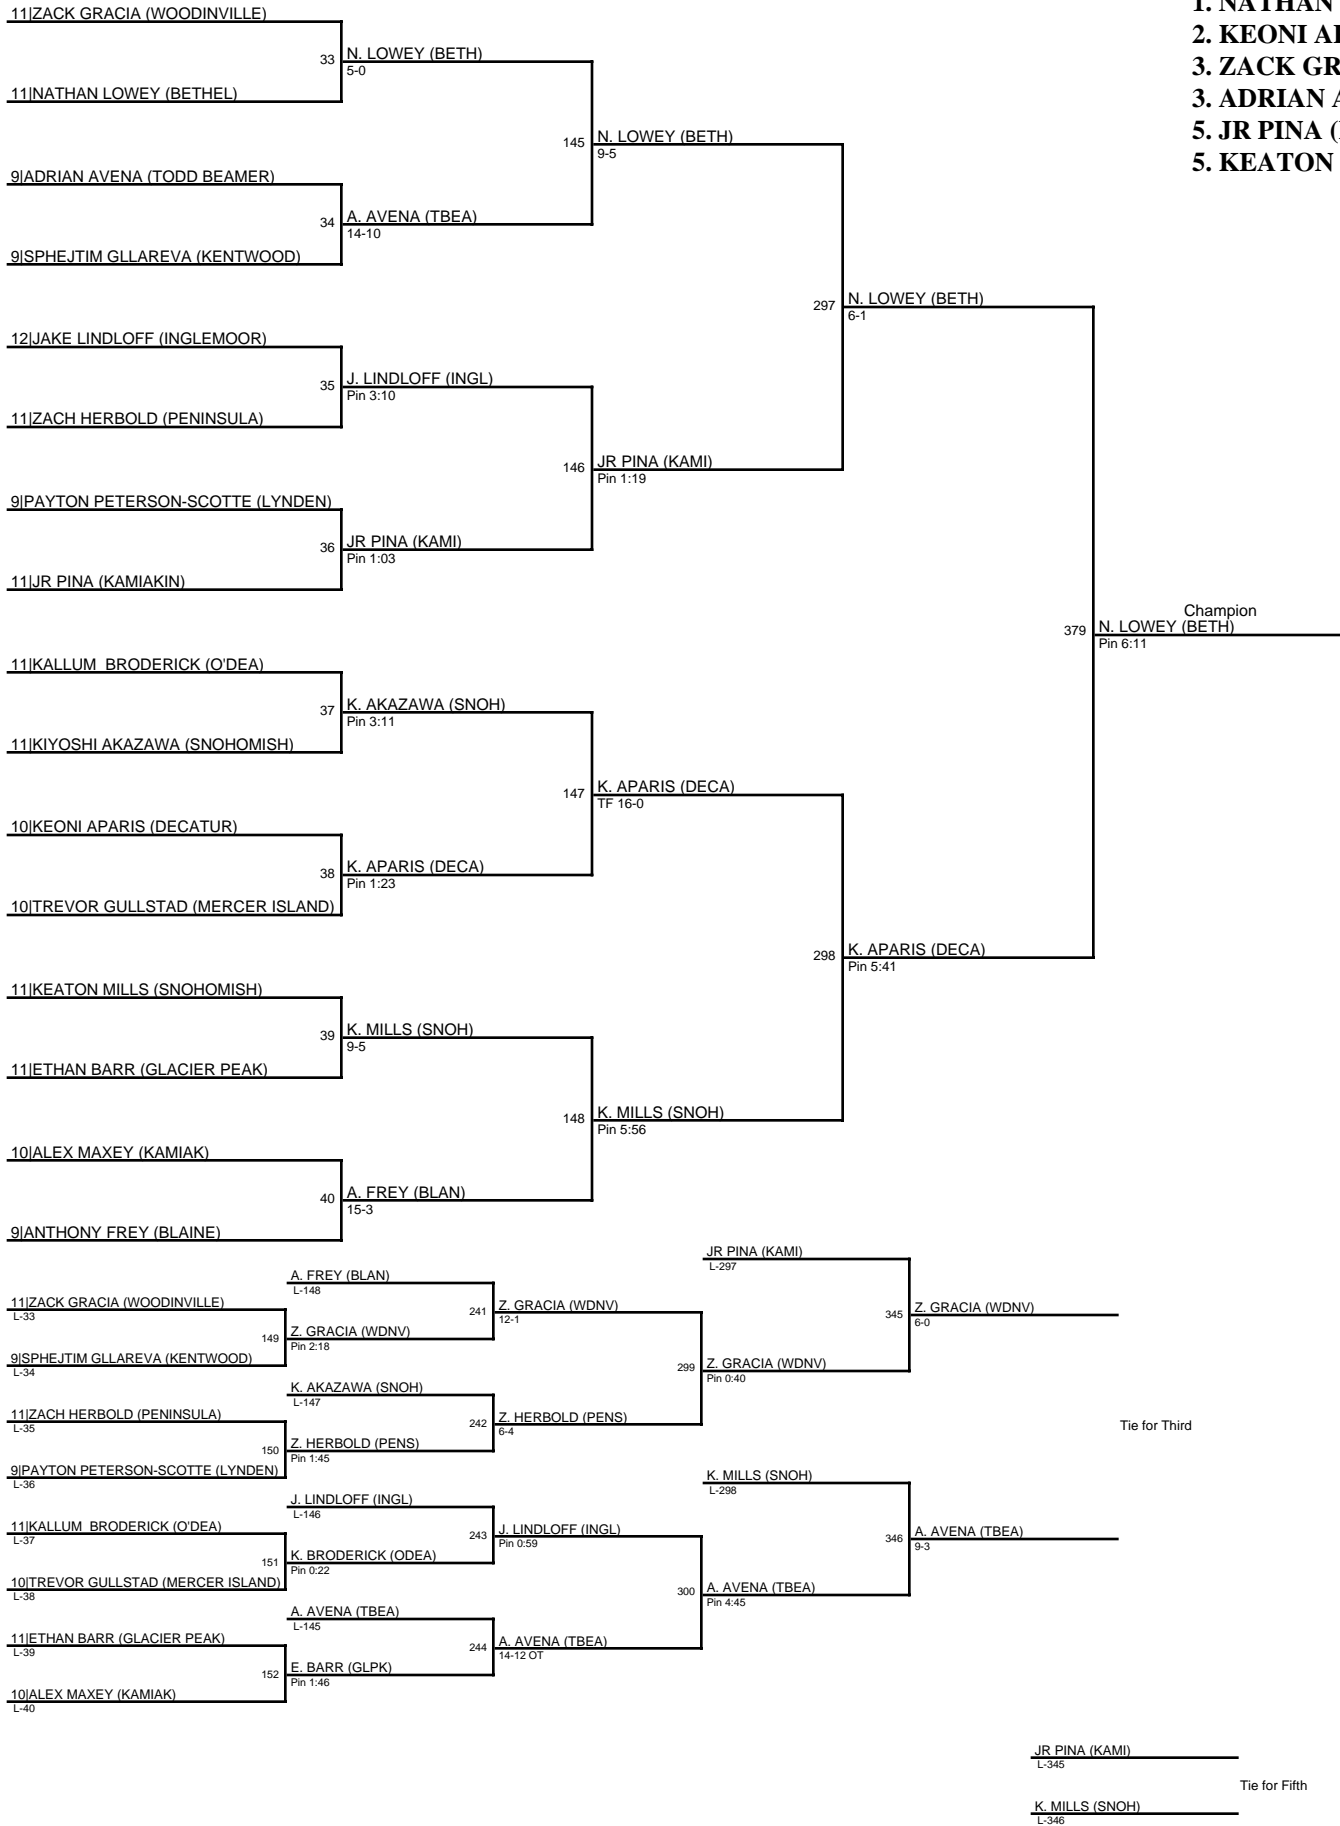 1. NATHAN
2. KEONI
3. ZACK
3. ADRIAN
5. JR PINA
5. KEATON
11|ZACK GRACIA (WOODINVILLE)
33 N. LOWEY (BETH)
5-0
11|NATHAN LOWEY (BETHEL)
145 N. LOWEY (BETH)
9-5
9|ADRIAN AVENA (TODD BEAMER)
34 A. AVENA (TBEA)
14-10
9|SPHEJTIM GLLAREVA (KENTWOOD)
297 N. LOWEY (BETH)
6-1
12|JAKE LINDLOFF (INGLEMOOR)
35 J. LINDLOFF (INGL)
Pin 3:10
11|ZACH HERBOLD (PENINSULA)
146 JR PINA (KAMI)
Pin 1:19
9|PAYTON PETERSON-SCOTTE (LYNDEN)
36 JR PINA (KAMI)
Pin 1:03
11|JR PINA (KAMIAKIN)
Champion
379 N. LOWEY (BETH)
Pin 6:11
11|KALLUM  BRODERICK (O'DEA)
37 K. AKAZAWA (SNOH)
Pin 3:11
11|KIYOSHI AKAZAWA (SNOHOMISH)
147 K. APARIS (DECA)
TF 16-0
10|KEONI APARIS (DECATUR)
38 K. APARIS (DECA)
Pin 1:23
10|TREVOR GULLSTAD (MERCER ISLAND)
298 K. APARIS (DECA)
Pin 5:41
11|KEATON MILLS (SNOHOMISH)
39 K. MILLS (SNOH)
9-5
11|ETHAN BARR (GLACIER PEAK)
148 K. MILLS (SNOH)
Pin 5:56
10|ALEX MAXEY (KAMIAK)
40 A. FREY (BLAN)
15-3
9|ANTHONY FREY (BLAINE)
JR PINA (KAMI)
L-297
A. FREY (BLAN)
L-148
11|ZACK GRACIA (WOODINVILLE)
L-33
241 Z. GRACIA (WDNV)
12-1
345 Z. GRACIA (WDNV)
6-0
149 Z. GRACIA (WDNV)
Pin 2:18
9|SPHEJTIM GLLAREVA (KENTWOOD)
L-34
299 Z. GRACIA (WDNV)
Pin 0:40
K. AKAZAWA (SNOH)
L-147
11|ZACH HERBOLD (PENINSULA)
L-35
242 Z. HERBOLD (PENS)
6-4
Tie for Third
150 Z. HERBOLD (PENS)
Pin 1:45
9|PAYTON PETERSON-SCOTTE (LYNDEN)
L-36
K. MILLS (SNOH)
L-298
J. LINDLOFF (INGL)
L-146
11|KALLUM  BRODERICK (O'DEA)
L-37
243 J. LINDLOFF (INGL)
Pin 0:59
346 A. AVENA (TBEA)
9-3
151 K. BRODERICK (ODEA)
Pin 0:22
10|TREVOR GULLSTAD (MERCER ISLAND)
L-38
300 A. AVENA (TBEA)
Pin 4:45
A. AVENA (TBEA)
L-145
11|ETHAN BARR (GLACIER PEAK)
L-39
244 A. AVENA (TBEA)
14-12 OT
152 E. BARR (GLPK)
Pin 1:46
10|ALEX MAXEY (KAMIAK)
L-40
JR PINA (KAMI)
L-345
Tie for Fifth
K. MILLS (SNOH)
L-346